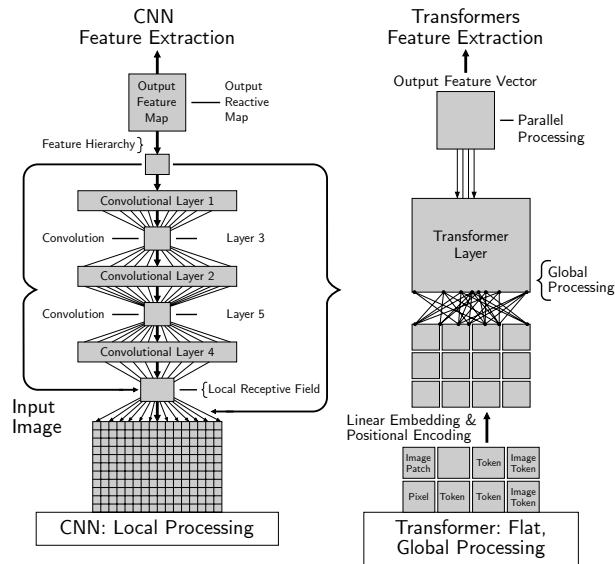 CNN
Feature Extraction
Output
Feature
Map
Output
Reactive
Map
Feature Hierarchy
Convolutional Layer 1
Convolution
Layer 3
Convolutional Layer 2
Convolution
Layer 5
Convolutional Layer 4
Local Receptive Field
Input
Image
CNN: Local Processing
Transformers
Feature Extraction
Output Feature Vector
Parallel
Processing
Transformer
Layer
Global
Processing
Linear Embedding &
Positional Encoding
Image
Patch
Token
Image
Token
Pixel
Token
Token
Image
Token
Transformer: Flat,
Global Processing